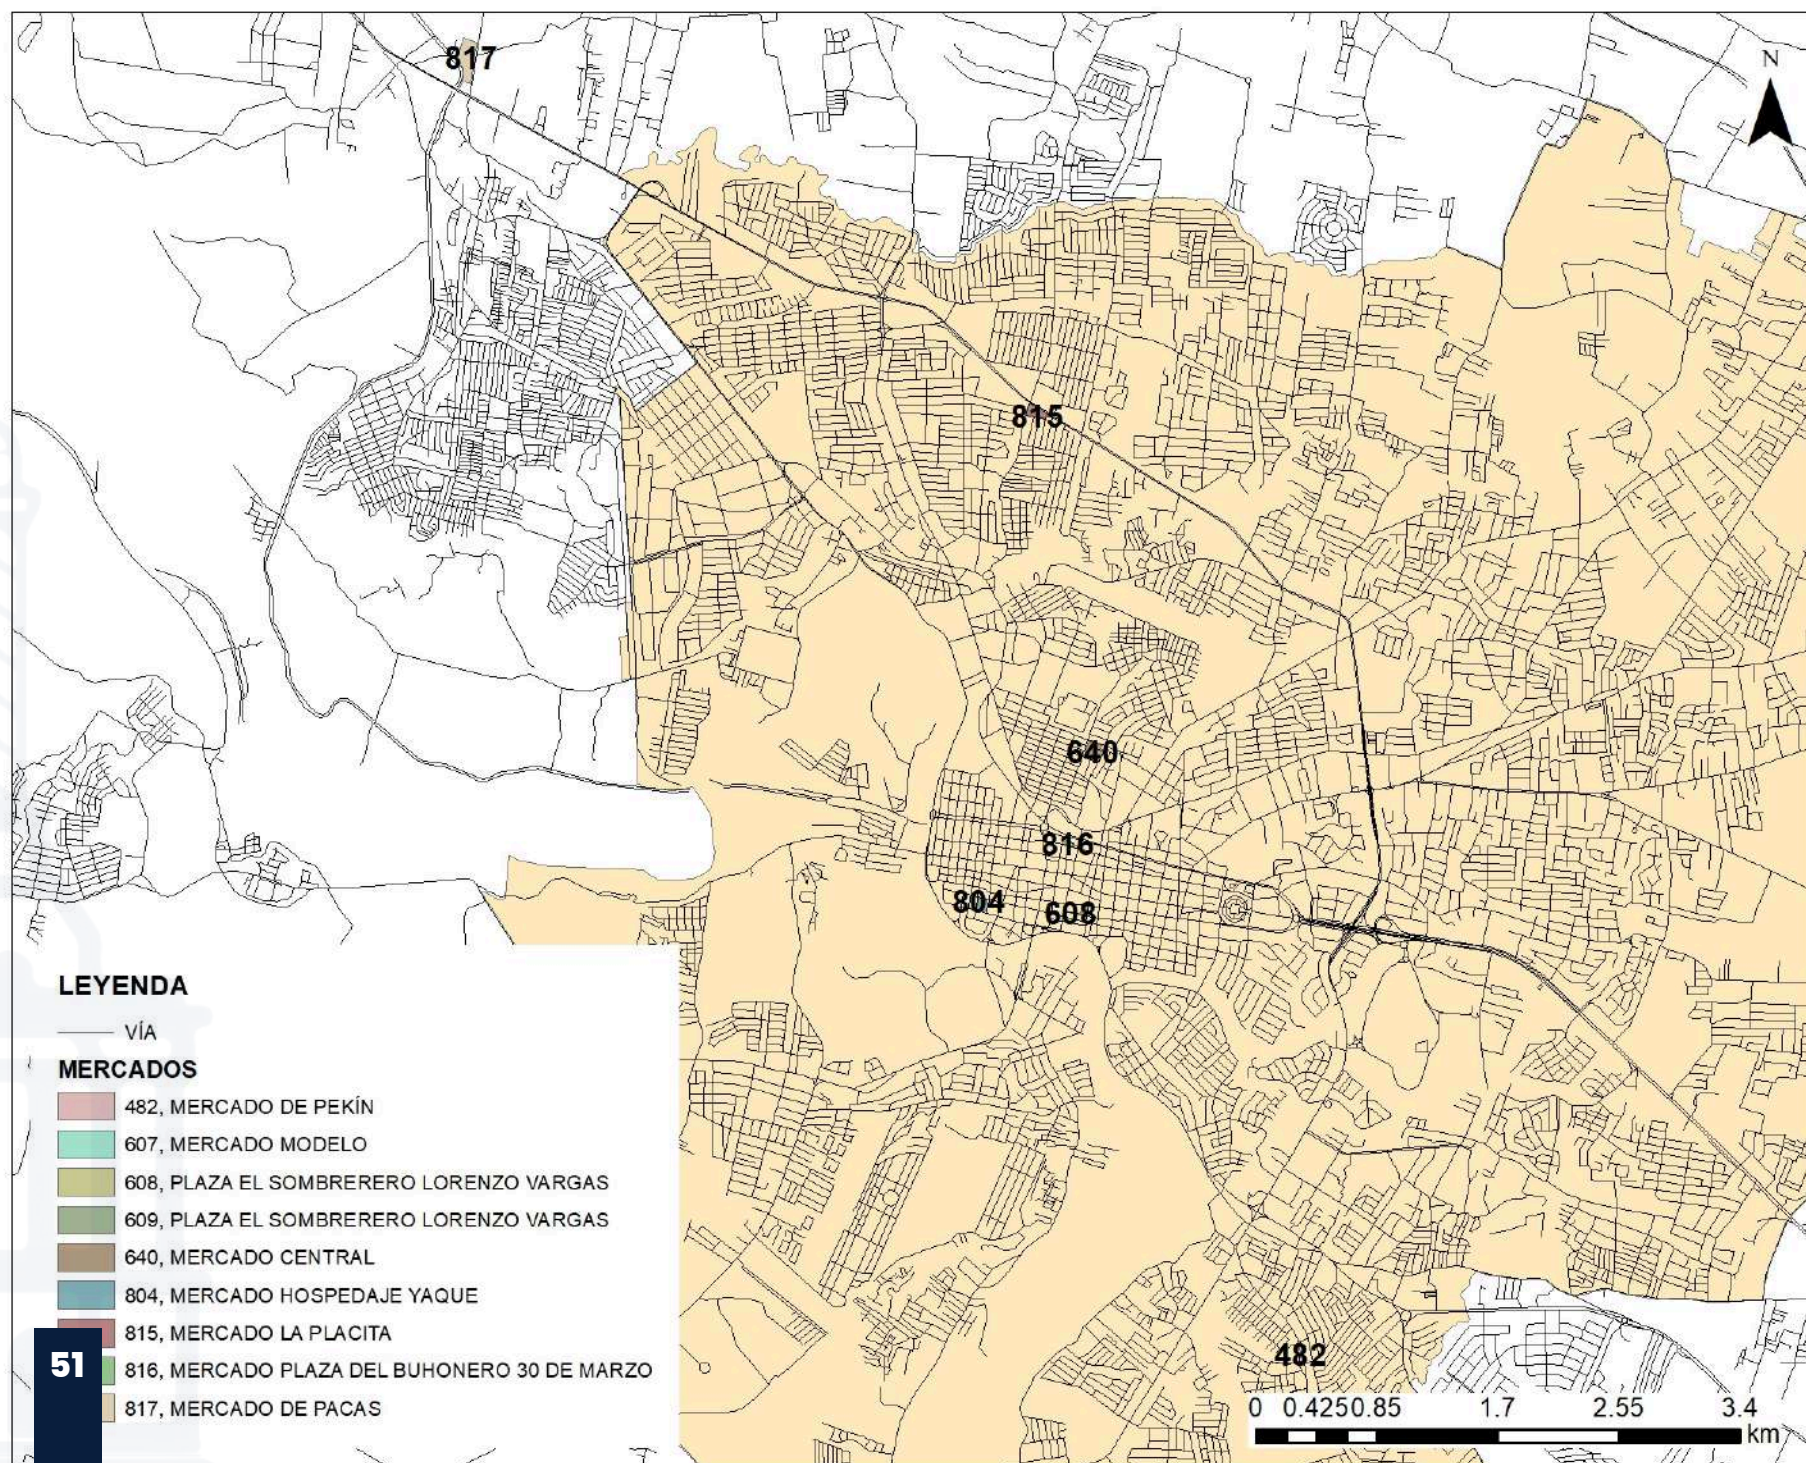 817
N
815
640
816
804 608
LEYENDA
VÍA
MERCADOS
482, MERCADO DE PEKÍN
607, MERCADO MODELO
608, PLAZA EL SOMBRERERO LORENZO VARGAS
609, PLAZA EL SOMBRERERO LORENZO VARGAS
640, MERCADO CENTRAL
804, MERCADO HOSPEDAJE YAQUE
815, MERCADO LA PLACITA
816, MERCADO PLAZA DEL BUHONERO 30 DE MARZO
817, MERCADO DE PACAS
51
482
0 0.425 0.85 1.7 2.55 3.4
km